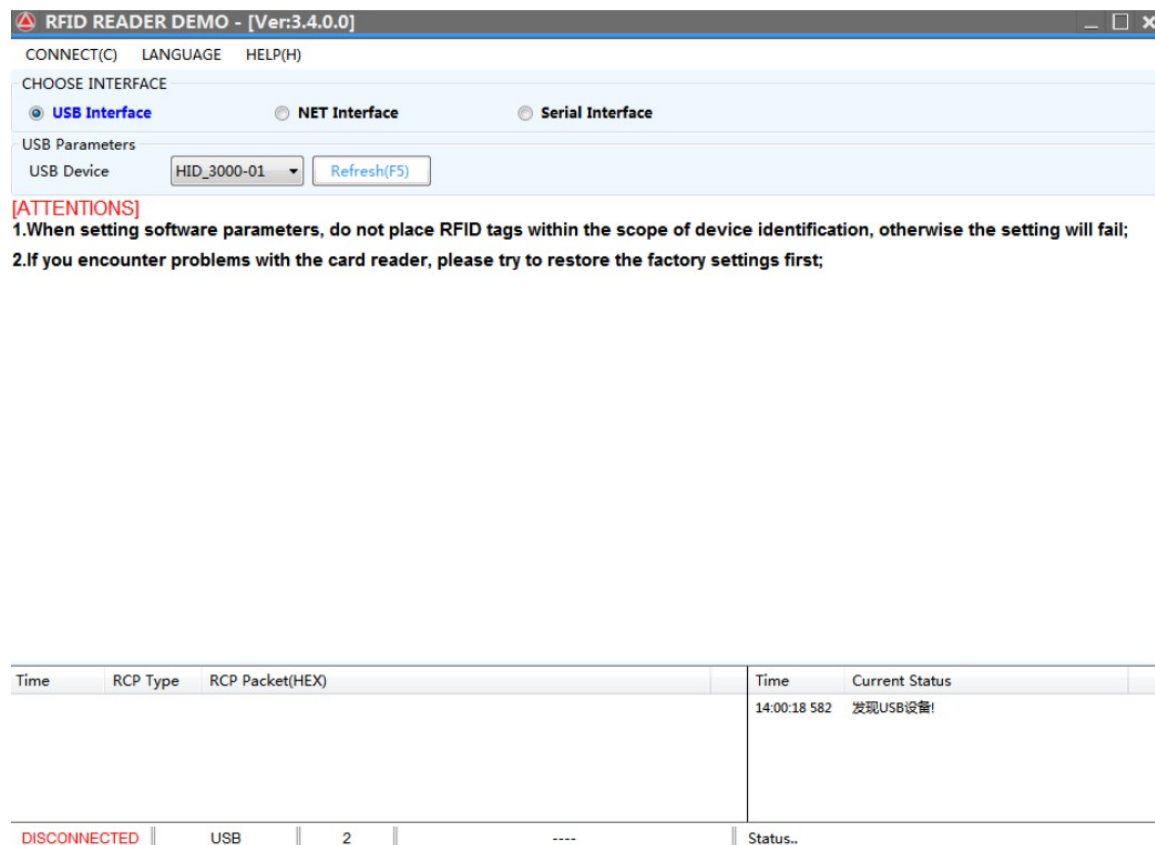 RFID READER DEMO - [Ver:3.4.0.0]
CONNECT(C) LANGUAGE HELP(H)
CHOOSE INTERFACE
USB Interface NET Interface Serial Interface
USB Parameters
USB Device HID_3000-01 Refresh(F5)
[ATTENTIONS]
1.When setting software parameters, do not place RFID tags within the scope of device identification, otherwise the setting will fail;
2.If you encounter problems with the card reader, please try to restore the factory settings first;
Time RCP Type RCP Packet(HEX) Time Current Status
14:00:18 582 发现USB设备!
DISCONNECTED USB 2 ---- Status..